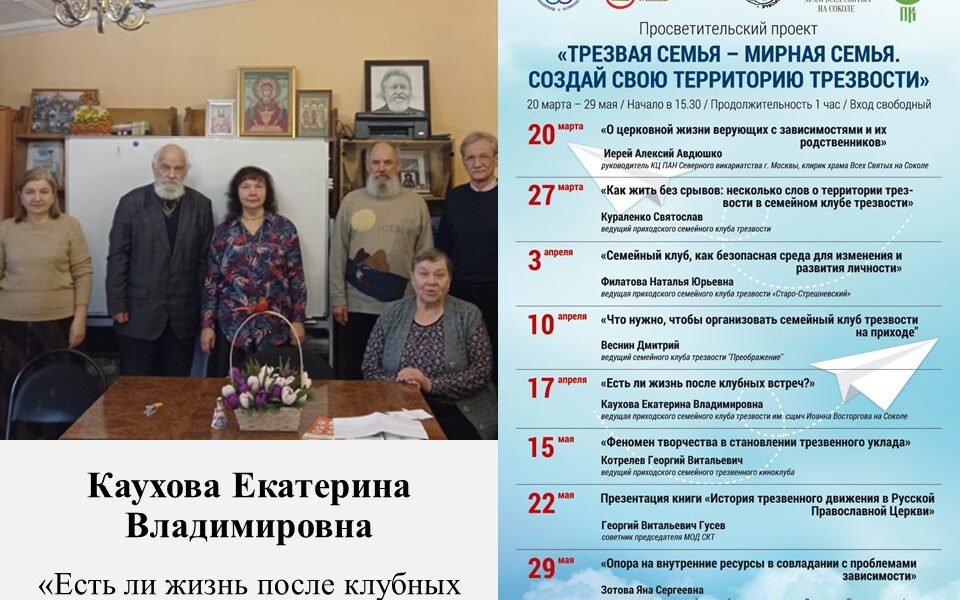 Каухова Екатерина
Владимировна
«Есть ли жизнь после клубных
НА СОКОЛЕ
ПК
Просветительский проект
«ТРЕЗВАЯ СЕМЬЯ – МИРНАЯ СЕМЬЯ.
СОЗДАЙ СВОЮ ТЕРРИТОРИЮ ТРЕЗВОСТИ»
20 марта – 29 мая / Начало в 15.30 / Продолжительность 1 час / Вход свободный
20 марта
«О церковной жизни верующих с зависимостями и их
родственников»
Иерей Алексий Авдюшко
руководитель КЦ ПАН Северного викариатства г. Москвы, клирик храма Всех Святых на Соколе
27 марта
«Как жить без срывов: несколько слов о территории трез-
вости в семейном клубе трезвости»
Кураленко Святослав
ведущий приходского семейного клуба трезвости
3 апреля
«Семейный клуб, как безопасная среда для изменения и
развития личности»
Филатова Наталья Юрьевна
ведущая приходского семейного клуба трезвости «Старо-Стрешневский»
10 апреля
«Что нужно, чтобы организовать семейный клуб трезвости
на приходе"
Веснин Дмитрий
ведущий семейного клуба трезвости "Преображение"
17 апреля
«Есть ли жизнь после клубных встреч?»
Каухова Екатерина Владимировна
ведущая приходского семейного клуба трезвости им. сщмч Иоанна Восторгова на Соколе
15 мая
«Феномен творчества в становлении трезвенного уклада»
Котрелев Георгий Витальевич
ведущий приходского семейного трезвенного киноклуба
22 мая
Презентация книги «История трезвенного движения в Русской
Православной Церкви»
Георгий Витальевич Гусев
советник председателя МОД СКТ
29 мая
«Опора на внутренние ресурсы в совладании с проблемами
зависимости»
Зотова Яна Сергеевна